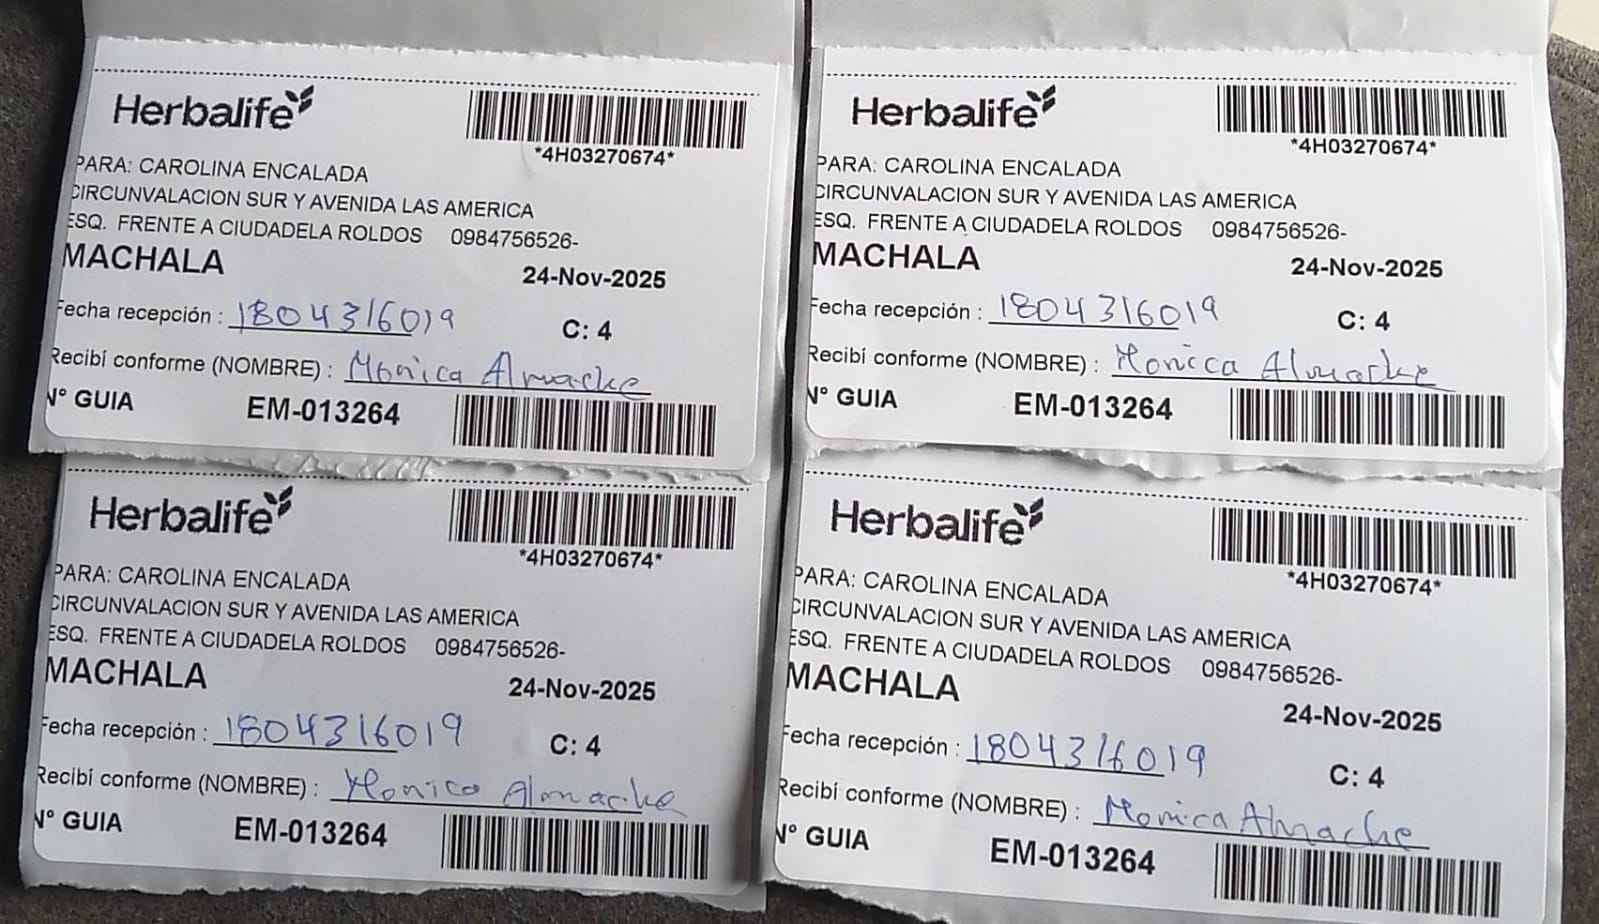 Herbalife
*4H03270674*
PARA: CAROLINA ENCALADA
CIRCUNVALACION SUR Y AVENIDA LAS AMERICA
ESQ. FRENTE A CIUDADELA ROLDOS 0984756526-
MACHALA
24-Nov-2025
Fecha recepción : 1804316019
C: 4
Recibí conforme (NOMBRE) : Monica Almache
N° GUIA EM-013264
Herbalife
*4H03270674*
PARA: CAROLINA ENCALADA
CIRCUNVALACION SUR Y AVENIDA LAS AMERICA
ESQ. FRENTE A CIUDADELA ROLDOS 0984756526-
MACHALA
24-Nov-2025
Fecha recepción : 1804316019
C: 4
Recibí conforme (NOMBRE) : Monica Almache
N° GUIA EM-013264
Herbalife
*4H03270674*
PARA: CAROLINA ENCALADA
CIRCUNVALACION SUR Y AVENIDA LAS AMERICA
ESQ. FRENTE A CIUDADELA ROLDOS 0984756526-
MACHALA
24-Nov-2025
Fecha recepción : 1804316019
C: 4
Recibí conforme (NOMBRE) : Monica Almache
N° GUIA EM-013264
Herbalife
*4H03270674*
PARA: CAROLINA ENCALADA
CIRCUNVALACION SUR Y AVENIDA LAS AMERICA
ESQ. FRENTE A CIUDADELA ROLDOS 0984756526-
MACHALA
24-Nov-2025
Fecha recepción : 1804316019
C: 4
Recibí conforme (NOMBRE) : Monica Almache
N° GUIA EM-013264